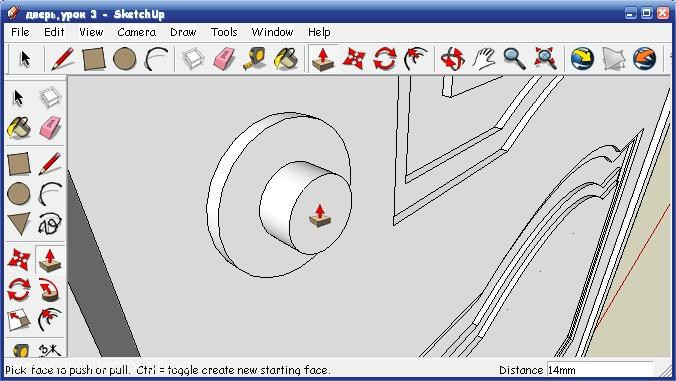 дверь,урок 3 - SketchUp
File Edit View Camera Draw Tools Window Help
Pick face to push or pull. Ctrl = toggle create new starting face. Distance 14mm